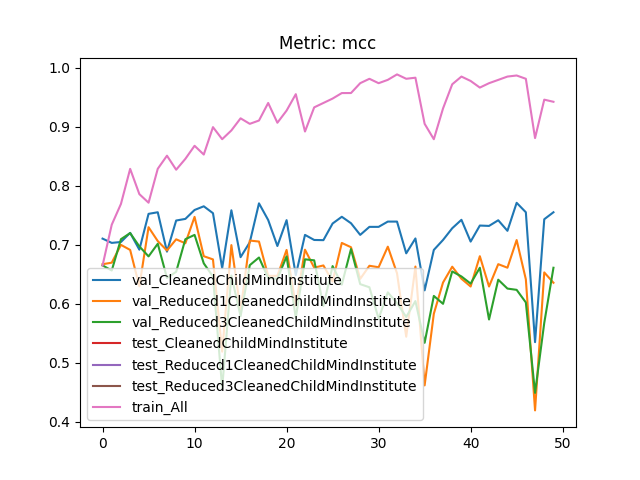 Metric: mcc
1.0
0.9
0.8
0.7
0.6
0.5
0.4
val_CleanedChildMindInstitute
val_Reduced1CleanedChildMindInstitute
val_Reduced3CleanedChildMindInstitute
test_CleanedChildMindInstitute
test_Reduced1CleanedChildMindInstitute
test_Reduced3CleanedChildMindInstitute
train_All
0 10 20 30 40 50